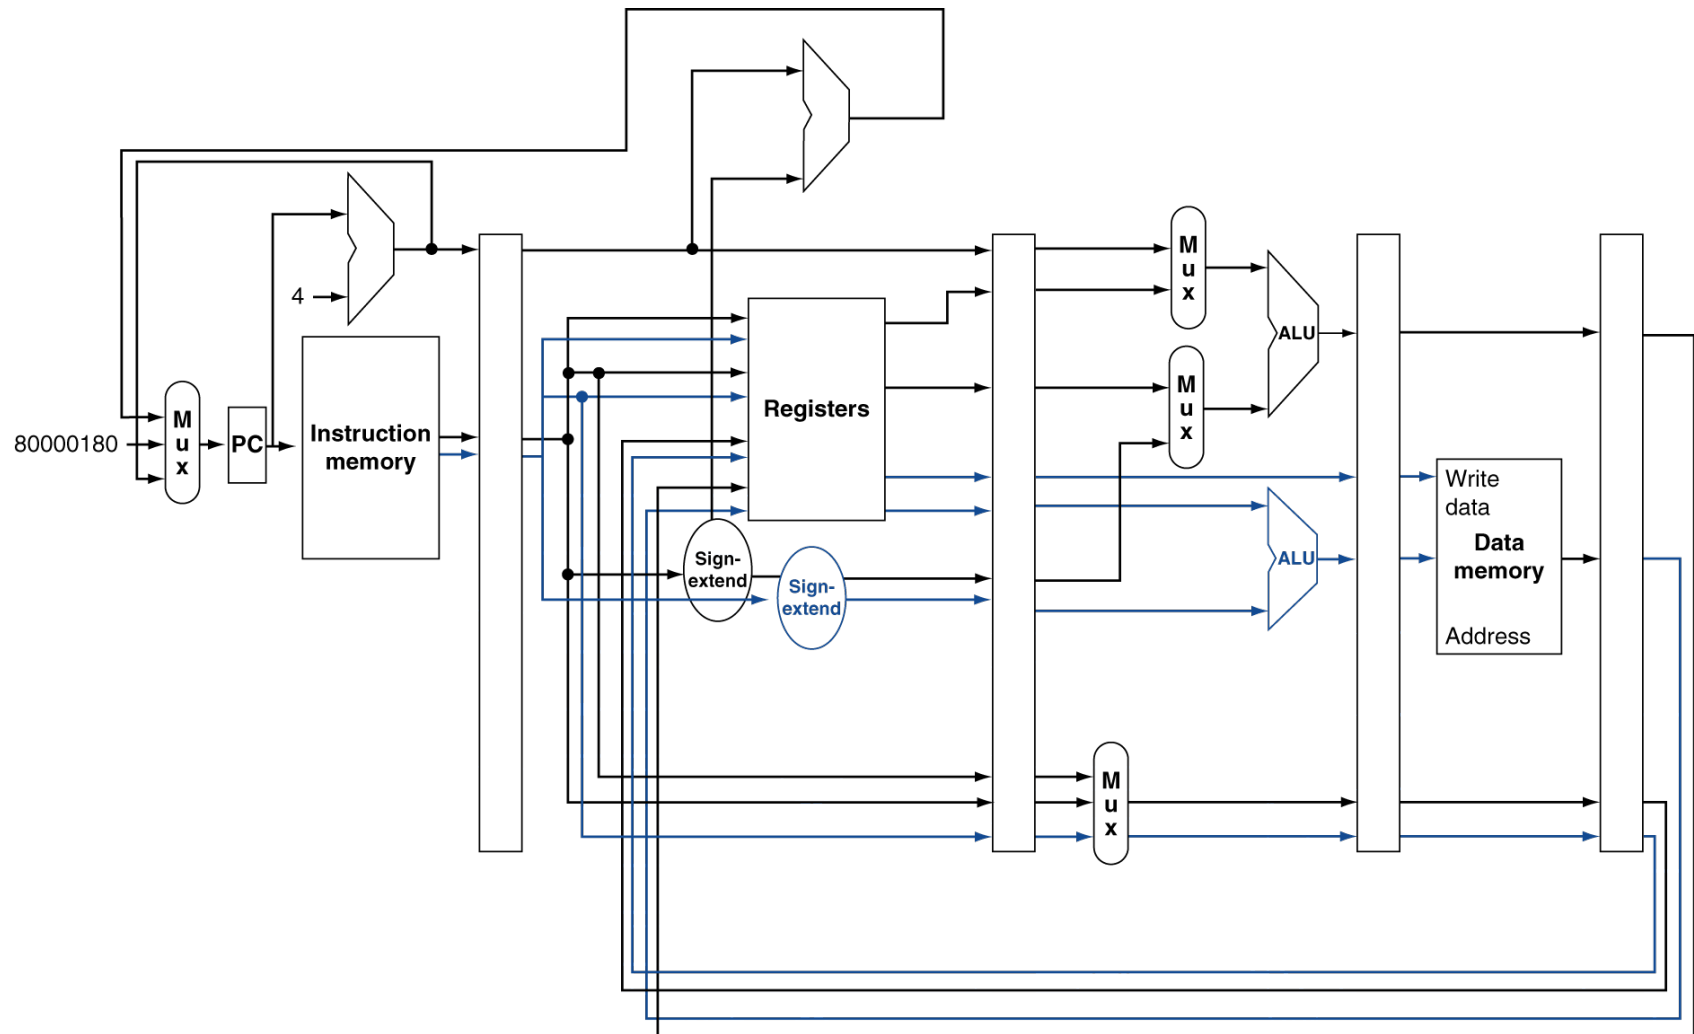 M
u
x
M
u
x
ALU
4
M
u
x
Registers
80000180
M
u
x
PC
Instruction
memory
Write
data
Data
memory
Address
ALU
Sign-
extend
Sign-
extend
M
u
x